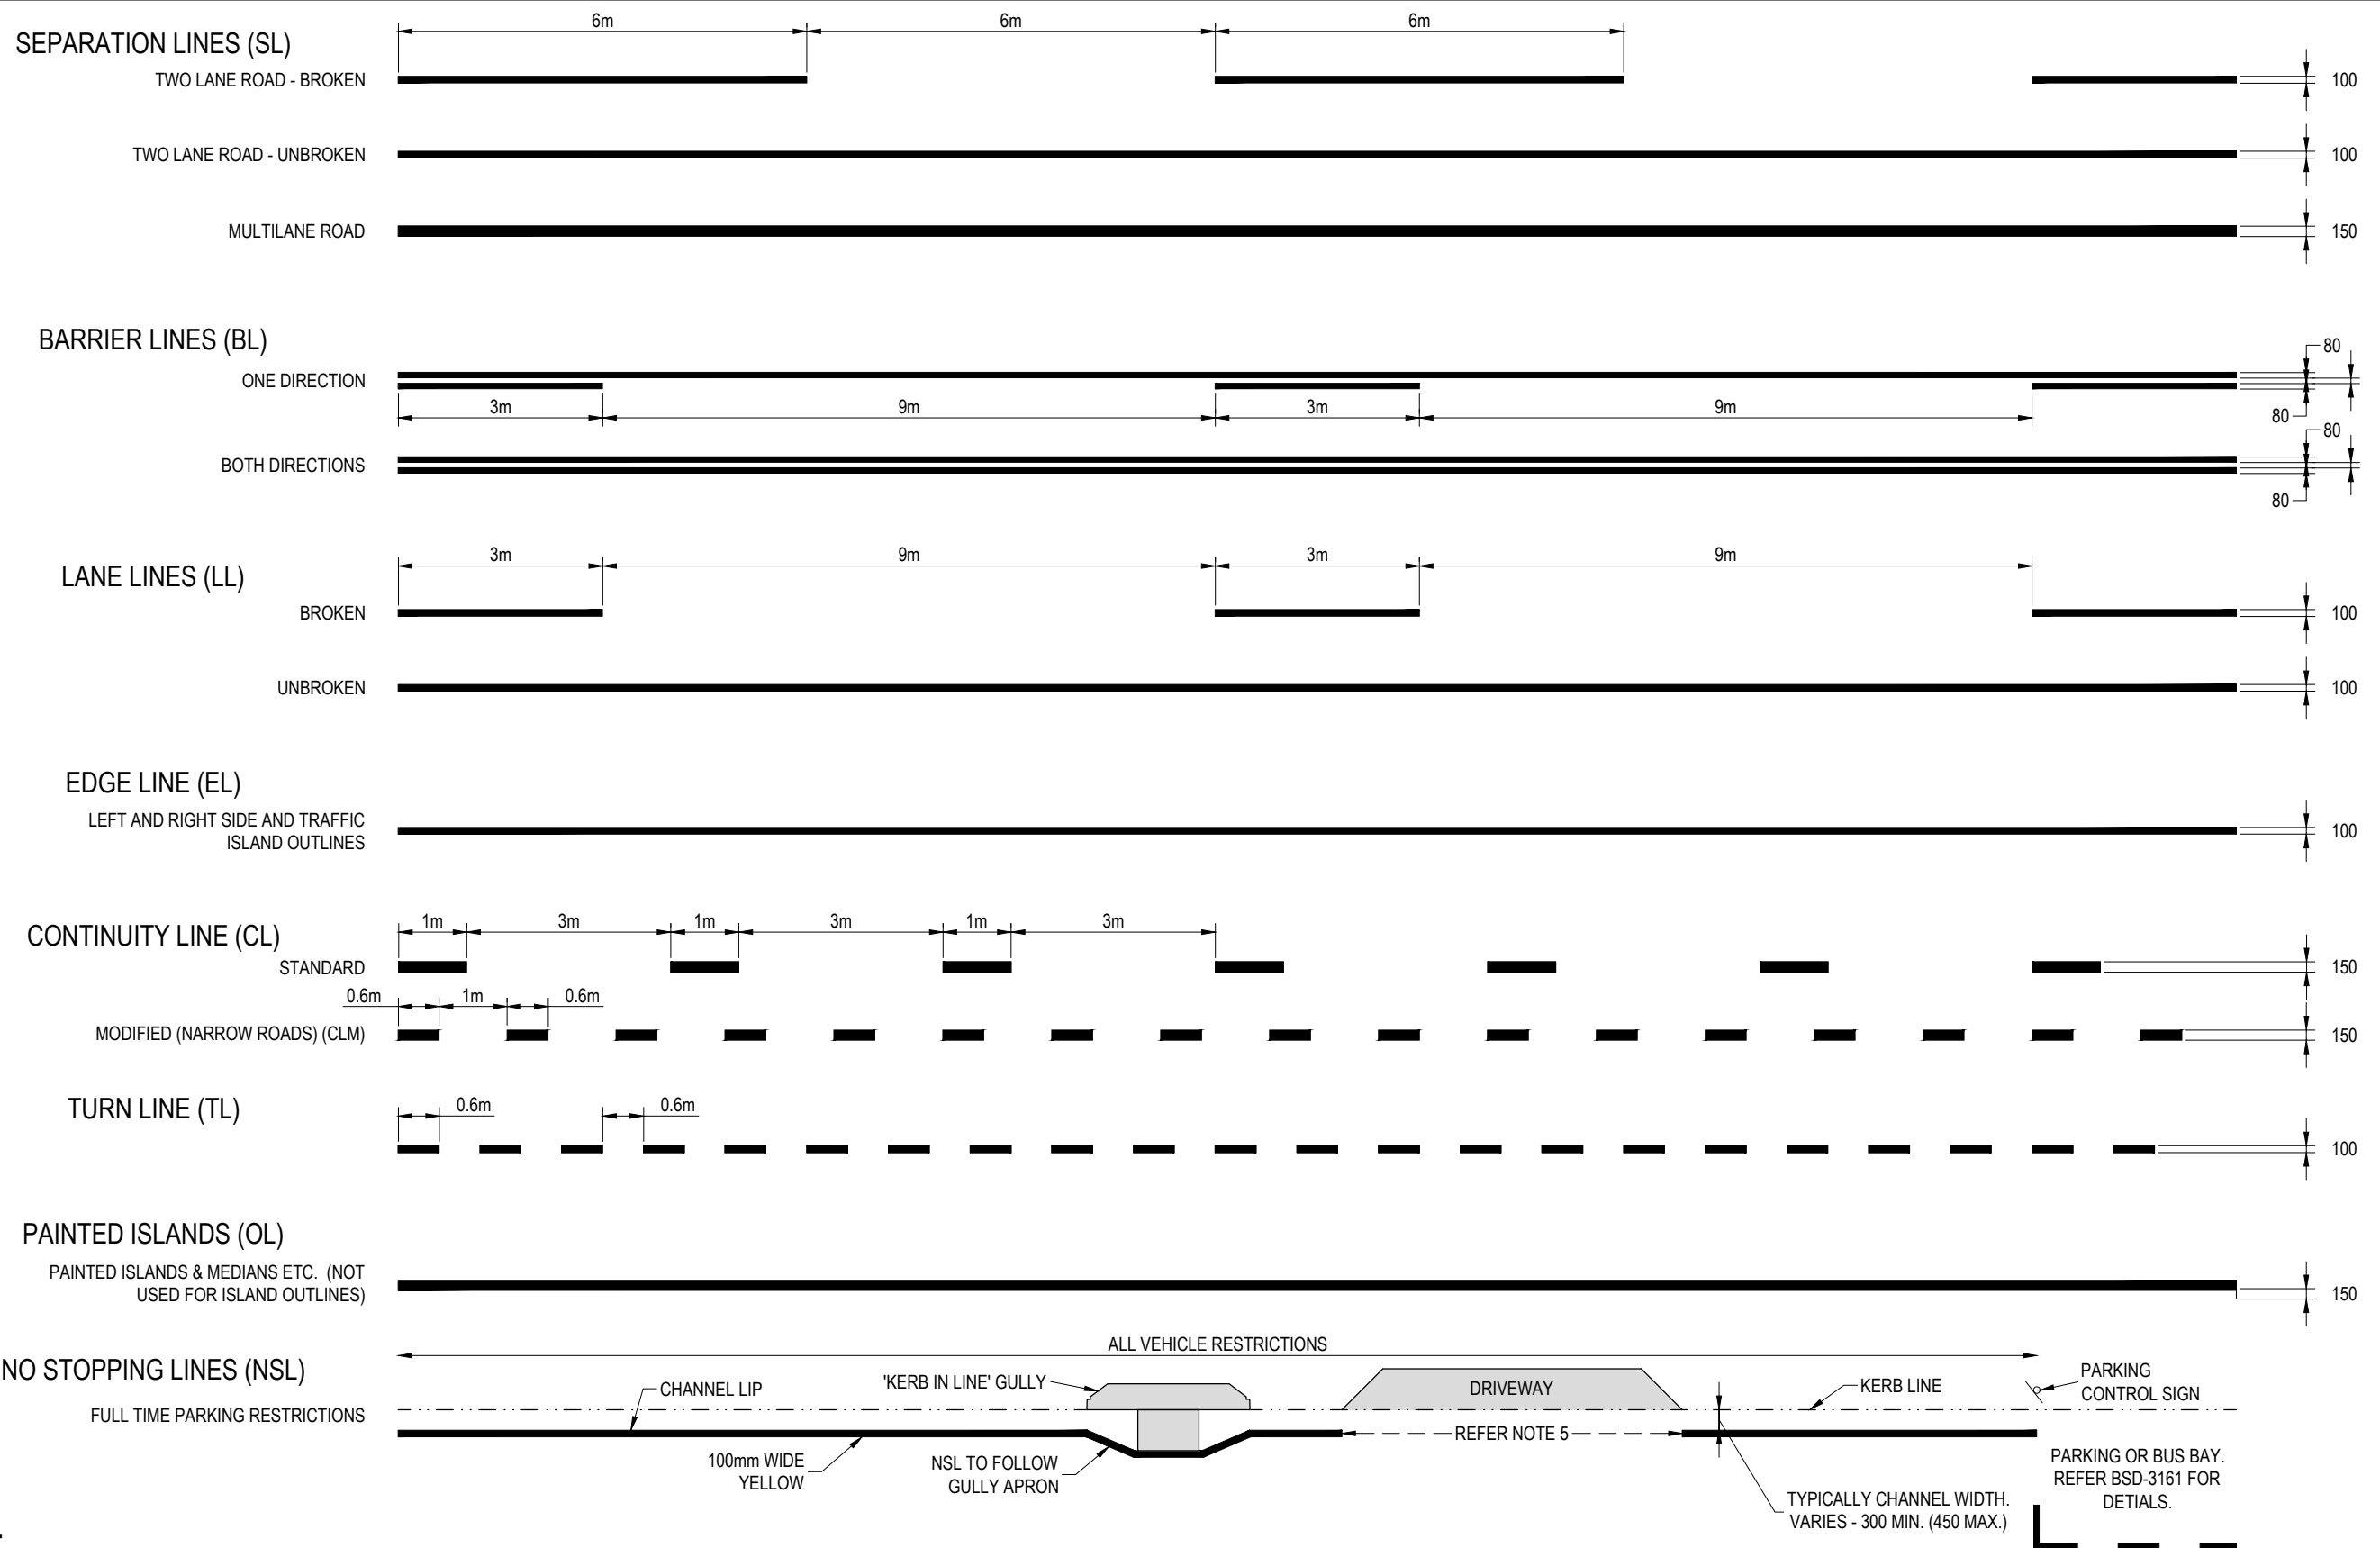 6m 6m 6m
SEPARATION LINES (SL)
TWO LANE ROAD - BROKEN 100
TWO LANE ROAD - UNBROKEN 100
MULTILANE ROAD 150
BARRIER LINES (BL)
80
ONE DIRECTION
3m 9m 3m 9m
80
80
BOTH DIRECTIONS
80
3m 9m 3m 9m
LANE LINES (LL)
BROKEN 100
UNBROKEN 100
EDGE LINE (EL)
LEFT AND RIGHT SIDE AND TRAFFIC
ISLAND OUTLINES
100
1m 3m 1m 3m 1m 3m
CONTINUITY LINE (CL)
STANDARD 150
0.6m 1m 0.6m
MODIFIED (NARROW ROADS) (CLM) 150
TURN LINE (TL)
0.6m 0.6m
100
PAINTED ISLANDS (OL)
PAINTED ISLANDS & MEDIANS ETC. (NOT
USED FOR ISLAND OUTLINES)
150
ALL VEHICLE RESTRICTIONS
NO STOPPING LINES (NSL)
FULL TIME PARKING RESTRICTIONS
CHANNEL LIP
'KERB IN LINE' GULLY
DRIVEWAY
KERB LINE
PARKING
CONTROL SIGN
REFER NOTE 5
100mm WIDE
YELLOW
NSL TO FOLLOW
GULLY APRON
PARKING OR BUS BAY.
REFER BSD-3161 FOR
DETIALS.
TYPICALLY CHANNEL WIDTH.
VARIES - 300 MIN. (450 MAX.)